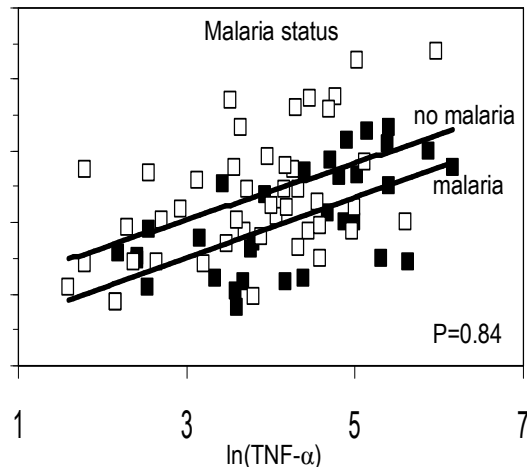 Malaria status
no malaria
malaria
P=0.84
1 3 5 7
ln(TNF-α)